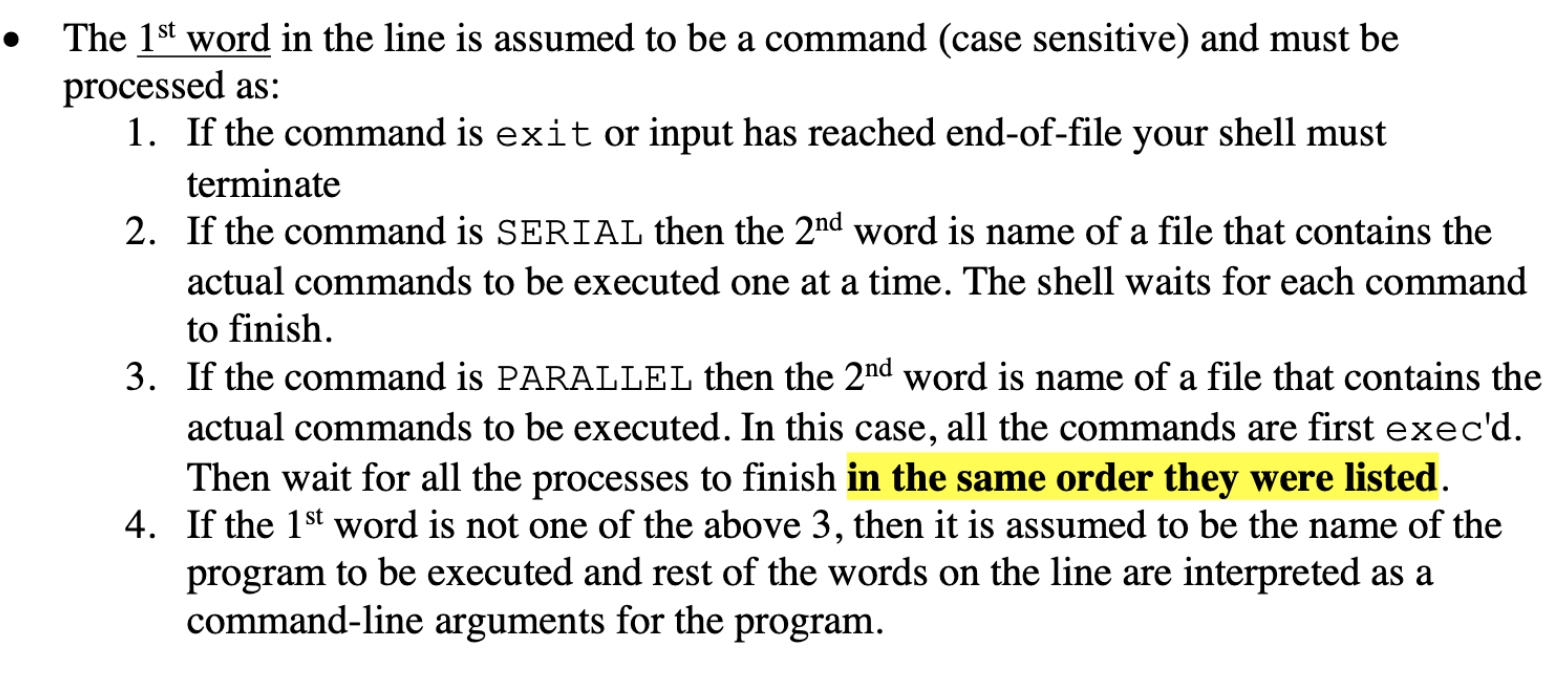 • The 1st word in the line is assumed to be a command (case sensitive) and must be
processed as:
1. If the command is exit or input has reached end-of-file your shell must
terminate
2. If the command is SERIAL then the 2nd word is name of a file that contains the
actual commands to be executed one at a time. The shell waits for each command
to finish.
3. If the command is PARALLEL then the 2nd word is name of a file that contains the
actual commands to be executed. In this case, all the commands are first exec'd.
Then wait for all the processes to finish in the same order they were listed.
4. If the 1st word is not one of the above 3, then it is assumed to be the name of the
program to be executed and rest of the words on the line are interpreted as a
command-line arguments for the program.